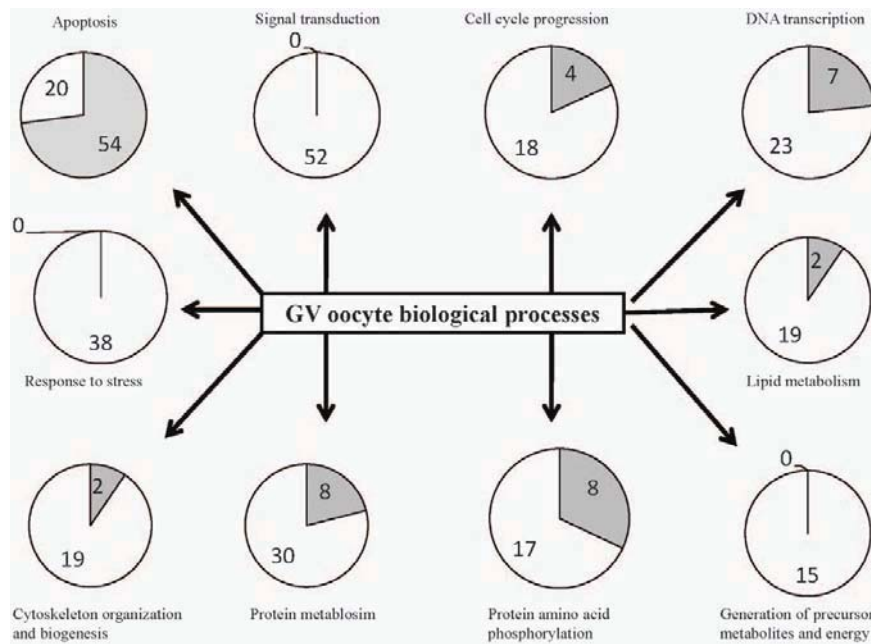 Apoptosis
Signal transduction
Cell cycle progression
DNA transcription
20
54
0
52
4
18
7
23
0
38
Response to stress
GV oocyte biological processes
2
19
Lipid metabolism
2
19
Cytoskeleton organization
and biogenesis
8
30
Protein metablosim
8
17
Protein amino acid
phosphorylation
0
15
Generation of precursor
metabolites and energy